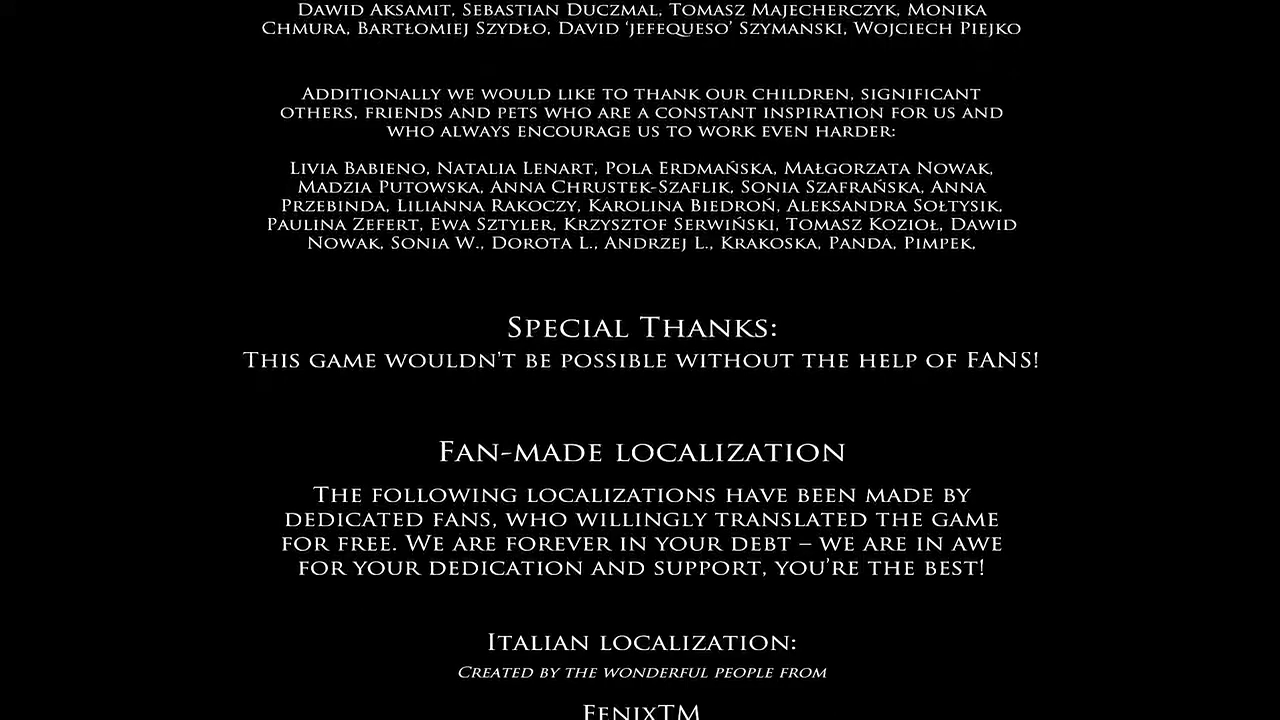 Dawid Aksamit, Sebastian Duczmal, Tomasz Majecherczyk, Monika
Chmura, Bartłomiej Szydło, David ‘jefequeso’ Szymanski, Wojciech Piejko
Additionally we would like to thank our children, significant
others, friends and pets who are a constant inspiration for us and
who always encourage us to work even harder:
Livia Babieno, Natalia Lenart, Pola Erdmańska, Małgorzata Nowak,
Madzia Putowska, Anna Chrustek-Szaflik, Sonia Szafrańska, Anna
Przebinda, Lilianna Rakoczy, Karolina Biedroń, Aleksandra Sołtysik,
Paulina Zefert, Ewa Sztyler, Krzysztof Serwiński, Tomasz Kozioł, Dawid
Nowak, Sonia W., Dorota L., Andrzej L., Krakoska, Panda, Pimpek,
Special Thanks:
This game wouldn't be possible without the help of FANS!
Fan-made localization
The following localizations have been made by
dedicated fans, who willingly translated the game
for free. We are forever in your debt – we are in awe
for your dedication and support, you’re the best!
Italian localization:
Created by the wonderful people from
FenixTM